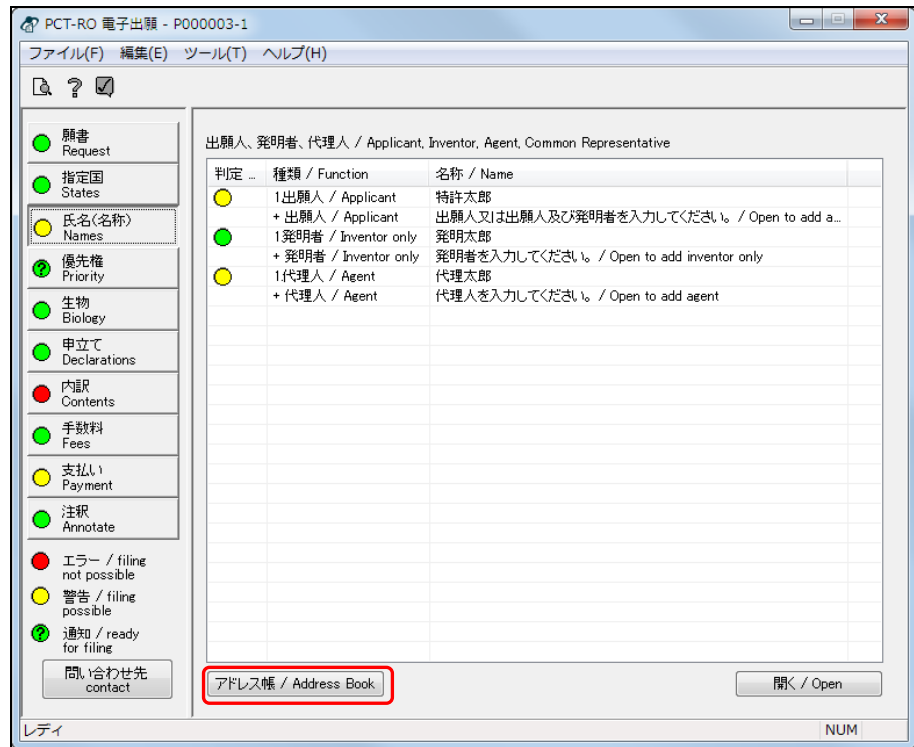 PCT-RO 電子出願 - P000003-1
ファイル(F) 編集(E) ツール(T) ヘルプ(H)
願書
Request
指定国
States
氏名(名称)
Names
優先権
Priority
生物
Biology
申立て
Declarations
内訳
Contents
手数料
Fees
支払い
Payment
注釈
Annotate
エラー / filing
not possible
警告 / filing
possible
通知 / ready
for filing
問い合わせ先
contact
出願人、発明者、代理人 / Applicant, Inventor, Agent, Common Representative
判定 ... 種類 / Function 名称 / Name
1出願人 / Applicant 特許太郎
+ 出願人 / Applicant 出願人又は出願人及び発明者を入力してください。 / Open to add a...
1発明者 / Inventor only 発明太郎
+ 発明者 / Inventor only 発明者を入力してください。 / Open to add inventor only
1代理人 / Agent 代理太郎
+ 代理人 / Agent 代理人を入力してください。 / Open to add agent
アドレス帳 / Address Book 開く / Open
レディ NUM